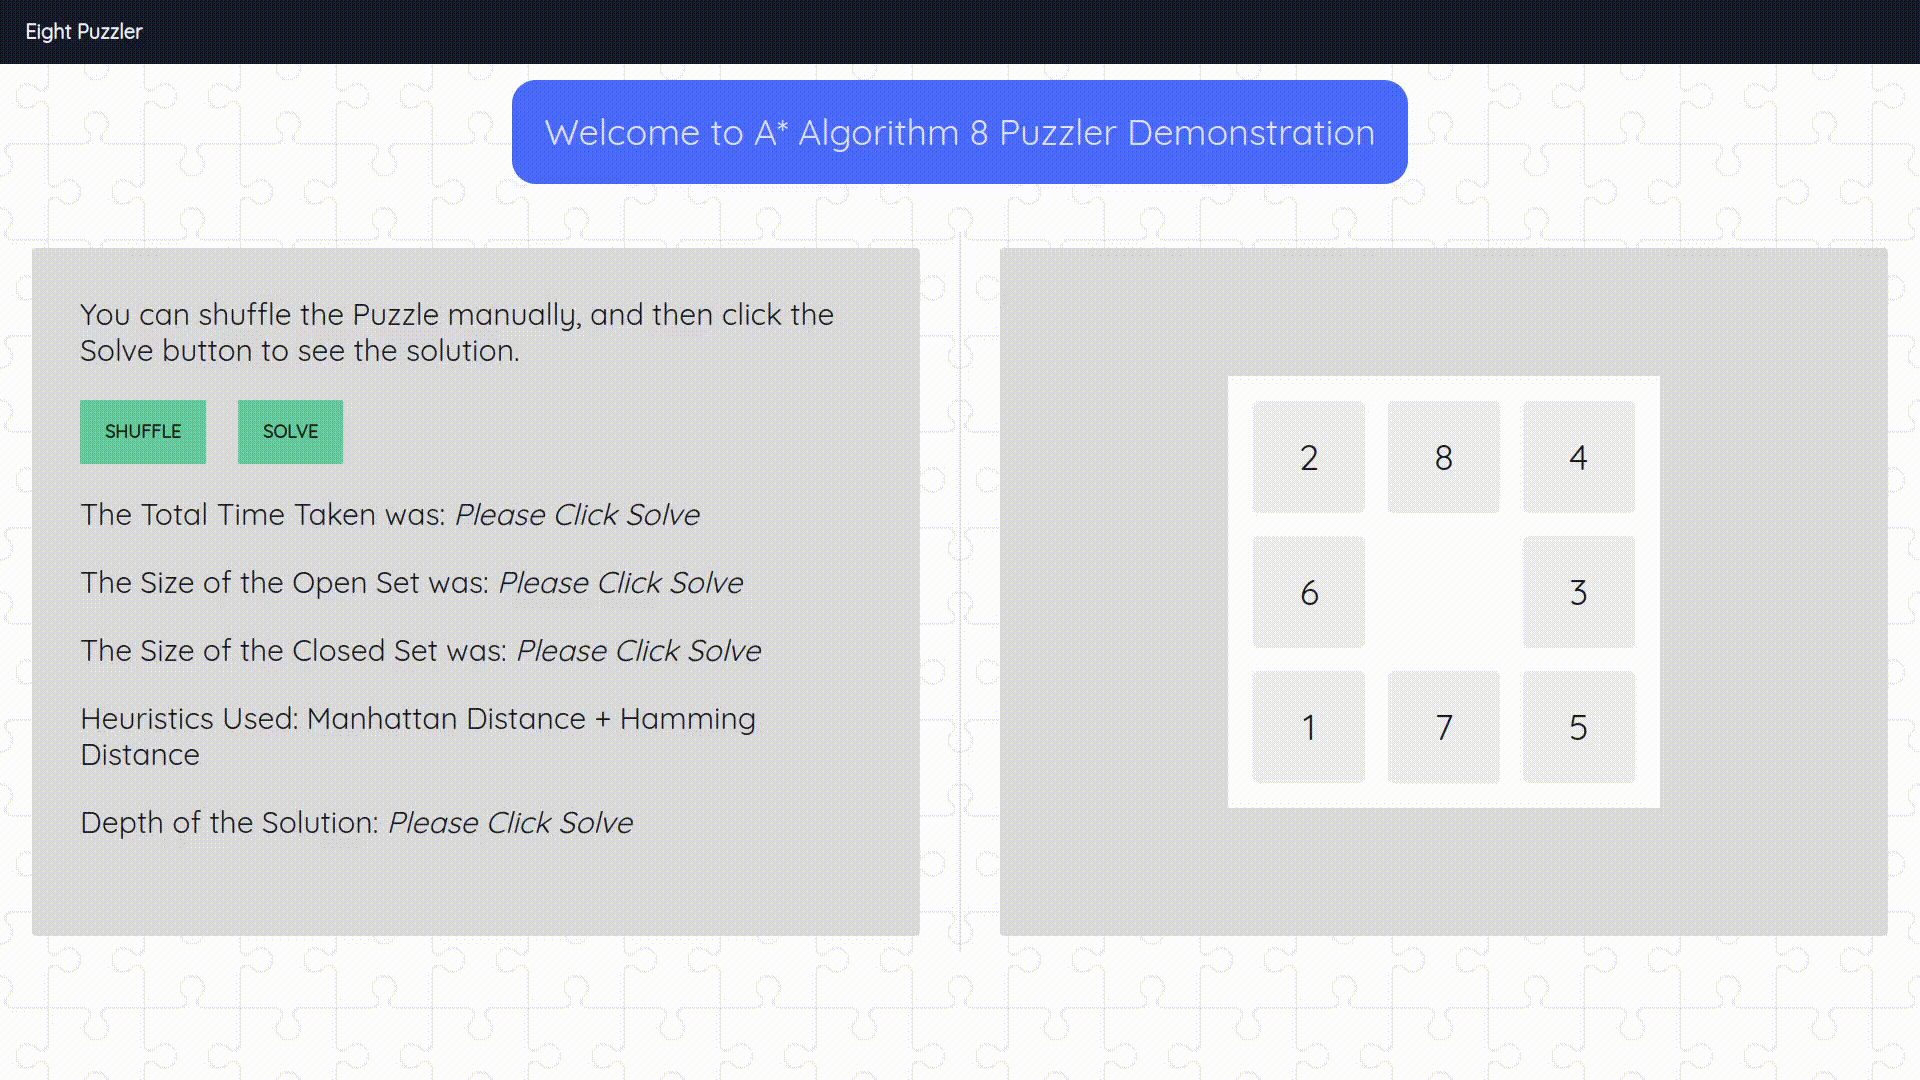 Eight Puzzler
Welcome to A* Algorithm 8 Puzzler Demonstration
You can shuffle the Puzzle manually, and then click the
Solve button to see the solution.
SHUFFLE SOLVE
The Total Time Taken was: Please Click Solve
The Size of the Open Set was: Please Click Solve
The Size of the Closed Set was: Please Click Solve
Heuristics Used: Manhattan Distance + Hamming
Distance
Depth of the Solution: Please Click Solve
2 8 4
6 3
1 7 5